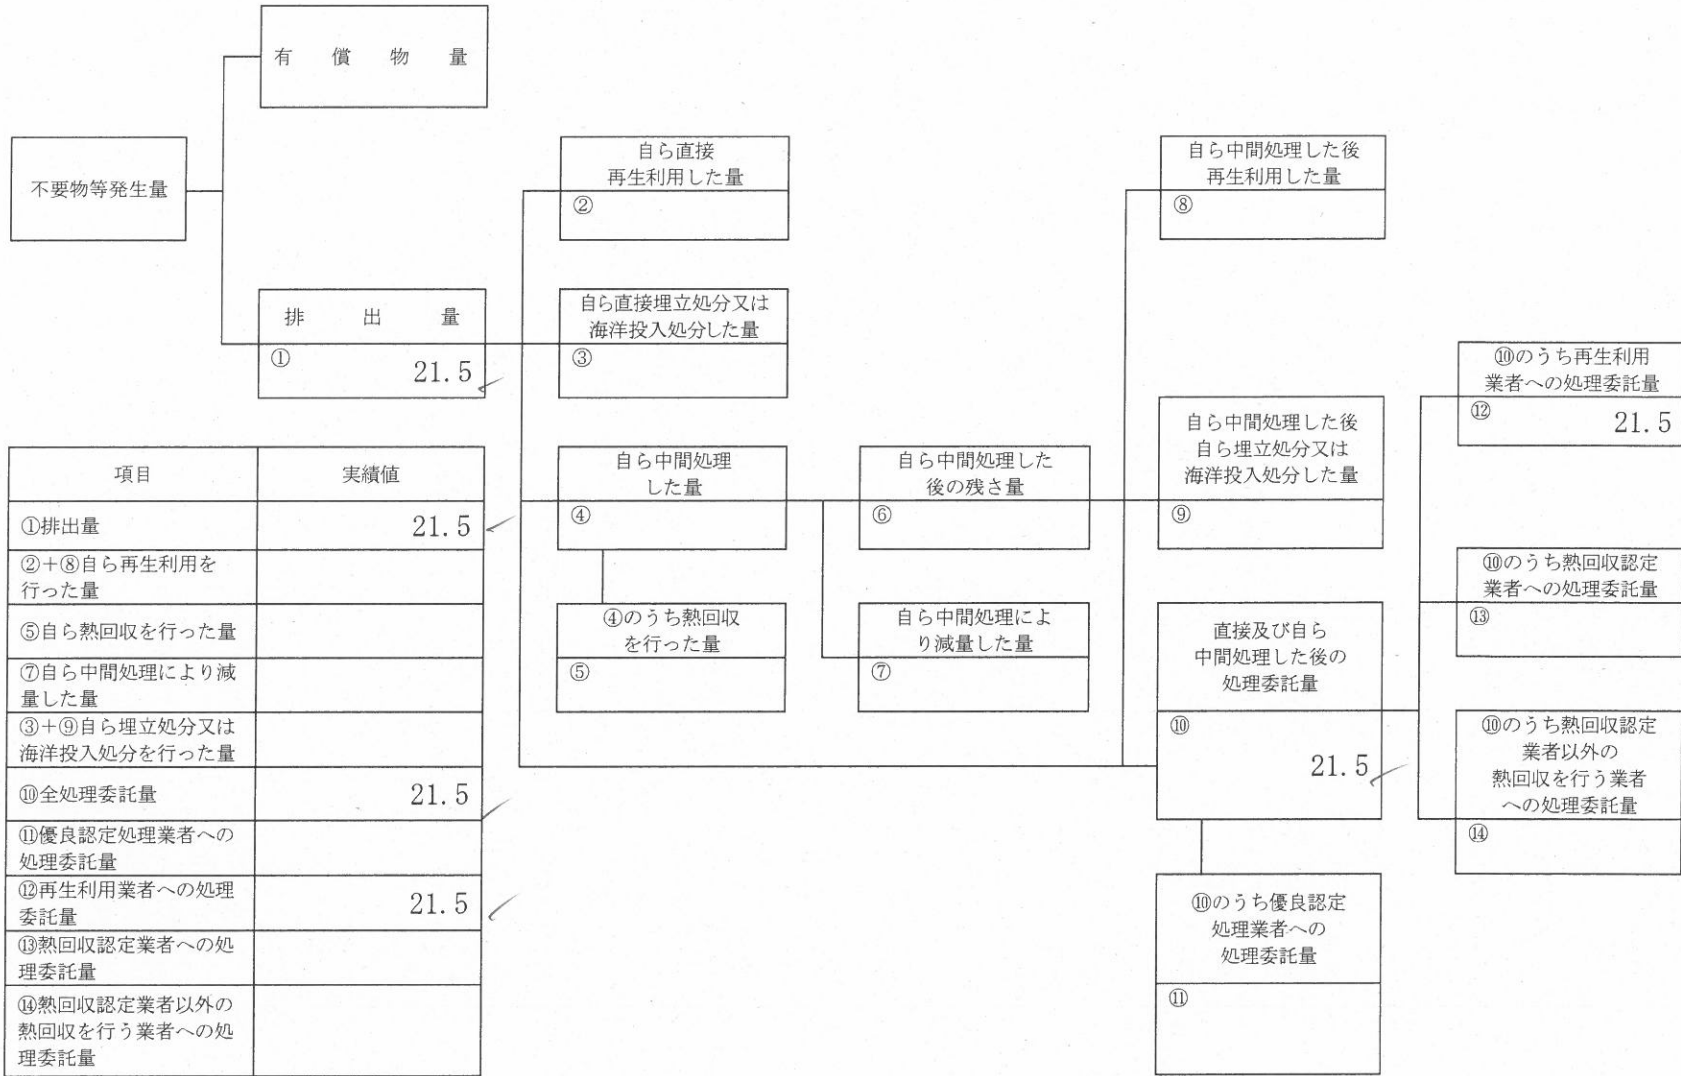 有償物量
不要物等発生量
排出量
①
21.5
自ら直接
再生利用した量
②
自ら直接埋立処分又は
海洋投入処分した量
③
自ら中間処理
した量
④
④のうち熱回収
を行った量
⑤
自ら中間処理した
後の残さ量
⑥
自ら中間処理によ
り減量した量
⑦
自ら中間処理した後
再生利用した量
⑧
自ら中間処理した後
自ら埋立処分又は
海洋投入処分した量
⑨
直接及び自ら
中間処理した後の
処理委託量
⑩
21.5
⑩のうち優良認定
処理業者への
処理委託量
⑪
⑩のうち再生利用
業者への処理委託量
⑫
21.5
⑩のうち熱回収認定
業者への処理委託量
⑬
⑩のうち熱回収認定
業者以外の
熱回収を行う業者
への処理委託量
⑭
項目 実績値
①排出量 21.5
②+⑧自ら再生利用を
行った量
⑤自ら熱回収を行った量
⑦自ら中間処理により減
量した量
③+⑨自ら埋立処分又は
海洋投入処分を行った量
⑩全処理委託量 21.5
⑪優良認定処理業者への
処理委託量
⑫再生利用業者への処理
委託量 21.5
⑬熱回収認定業者への処
理委託量
⑭熱回収認定業者以外の
熱回収を行う業者への処
理委託量